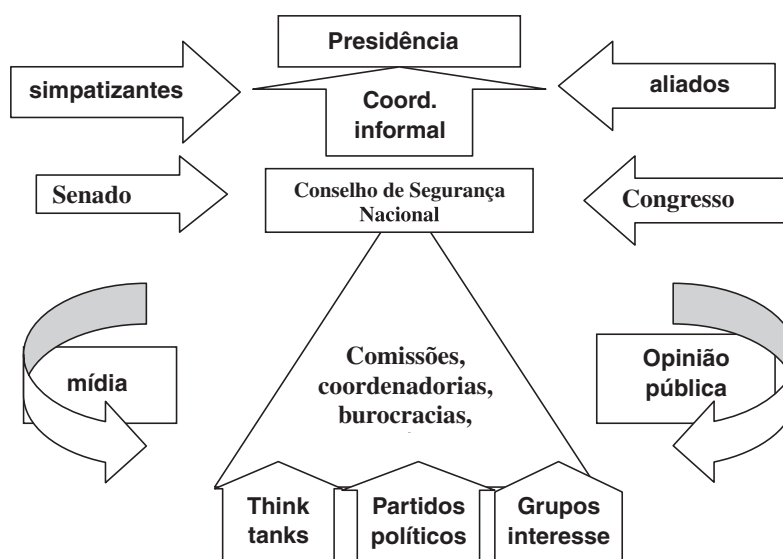 Presidência
simpatizantes
aliados
Coord.
informal
Senado
Conselho de Segurança
Nacional
Congresso
Comissões,
coordenadorias,
burocracias,
mídia
Opinião
pública
Think
tanks
Partidos
políticos
Grupos
interesse